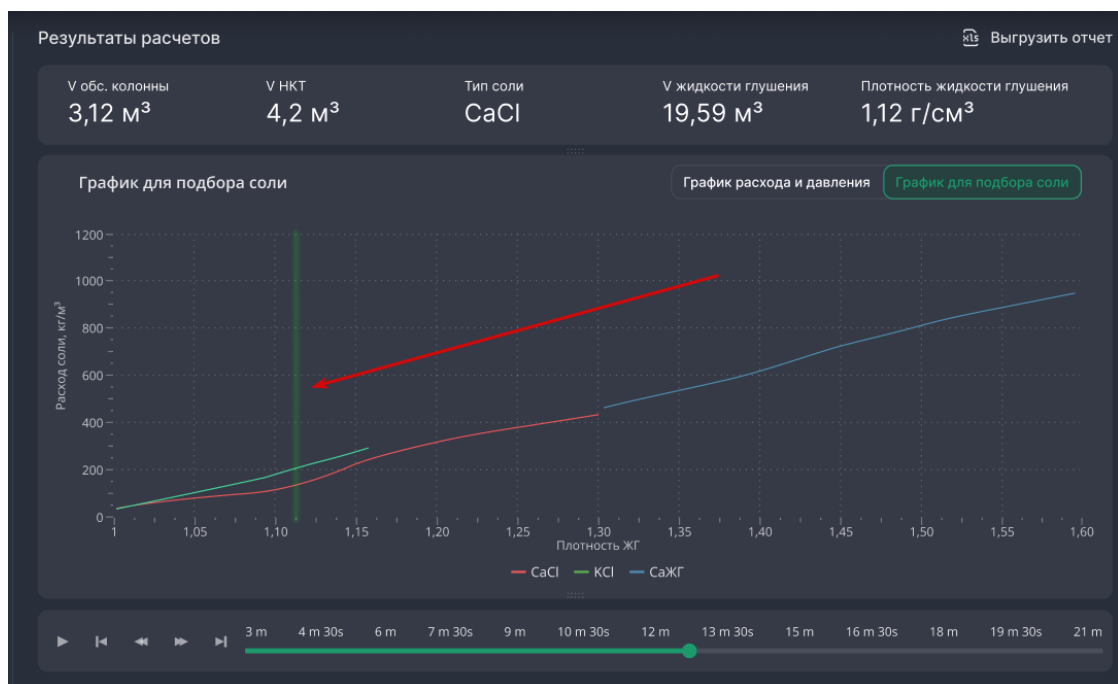 Результаты расчетов
xls Выгрузить отчет
V обс. колонны V НКТ Тип соли V жидкости глушения Плотность жидкости глушения
3,12 м³ 4,2 м³ CaCl 19,59 м³ 1,12 г/см³
График для подбора соли
График расхода и давления График для подбора соли
Расход соли, кг/м³
1200
1000
800
600
400
200
0
1 1,05 1,10 1,15 1,20 1,25 1,30 1,35 1,40 1,45 1,50 1,55 1,60
Плотность ЖГ
CaCl KCl CaЖГ
3 m 4 m 30s 6 m 7 m 30s 9 m 10 m 30s 12 m 13 m 30s 15 m 16 m 30s 18 m 19 m 30s 21 m